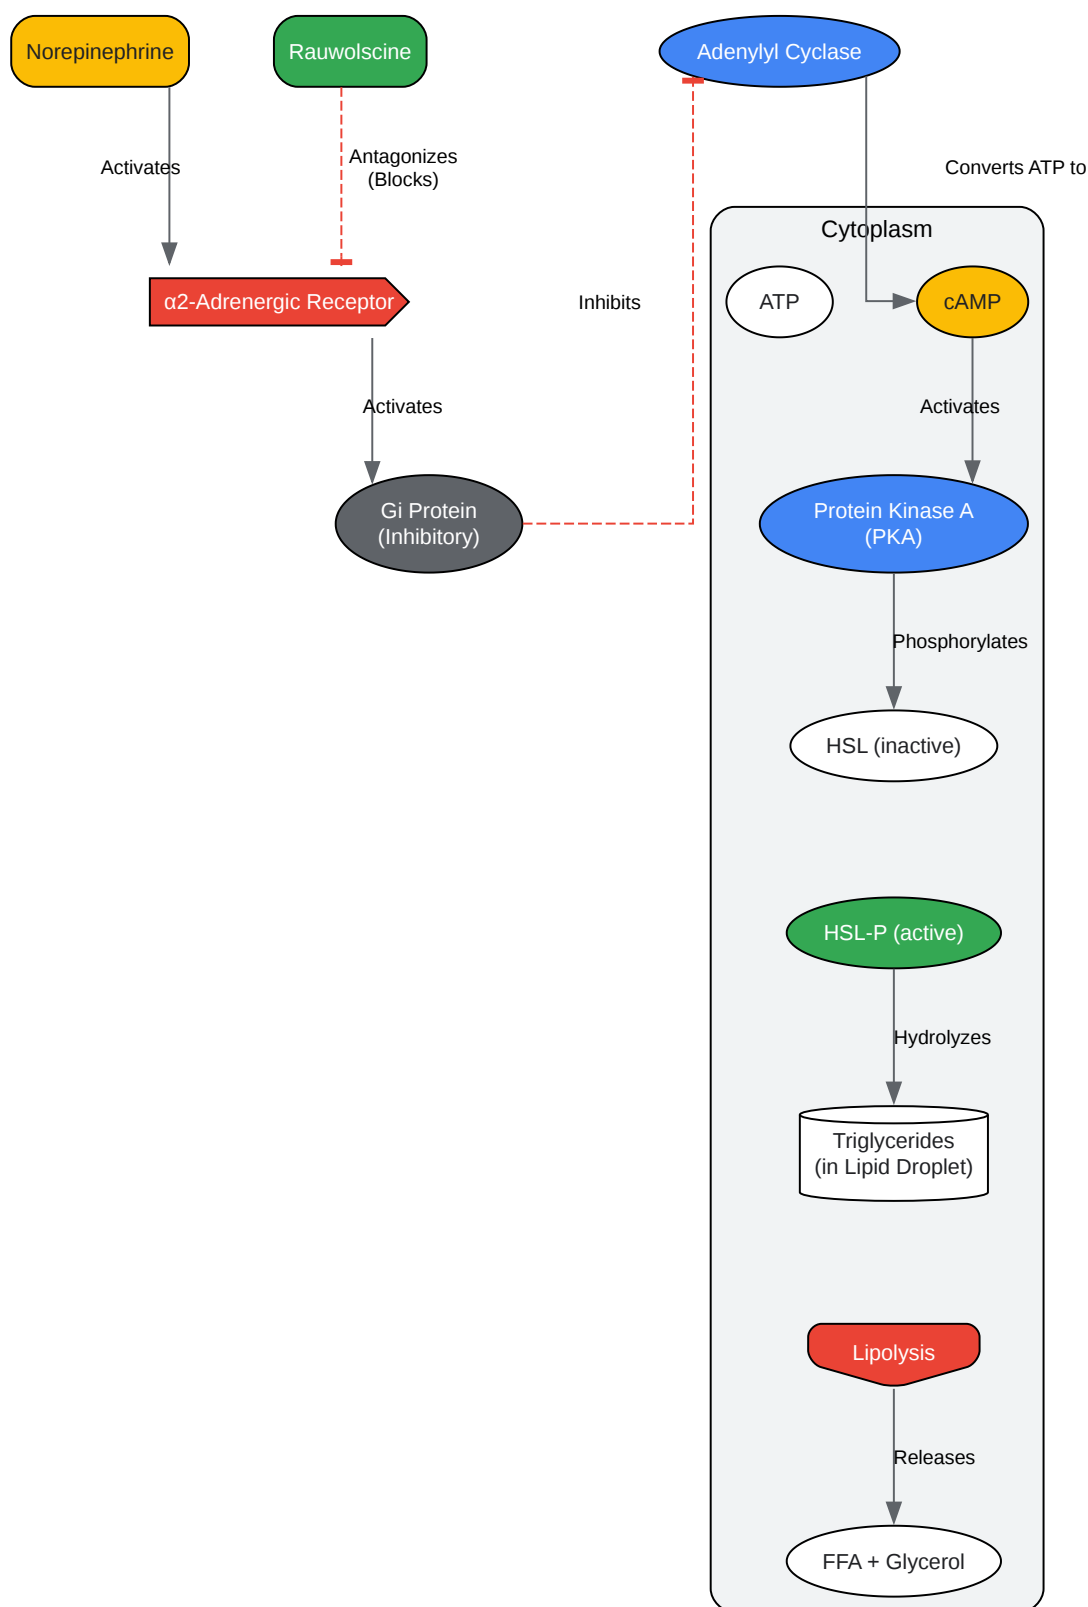 Norepinephrine
Rauwolscine
Adenylyl Cyclase
Activates
Antagonizes
(Blocks)
Converts ATP to
Cytoplasm
α2-Adrenergic Receptor
Inhibits
ATP
cAMP
Activates
Activates
Gi Protein
(Inhibitory)
Protein Kinase A
(PKA)
Phosphorylates
HSL (inactive)
HSL-P (active)
Hydrolyzes
Triglycerides
(in Lipid Droplet)
Lipolysis
Releases
FFA + Glycerol